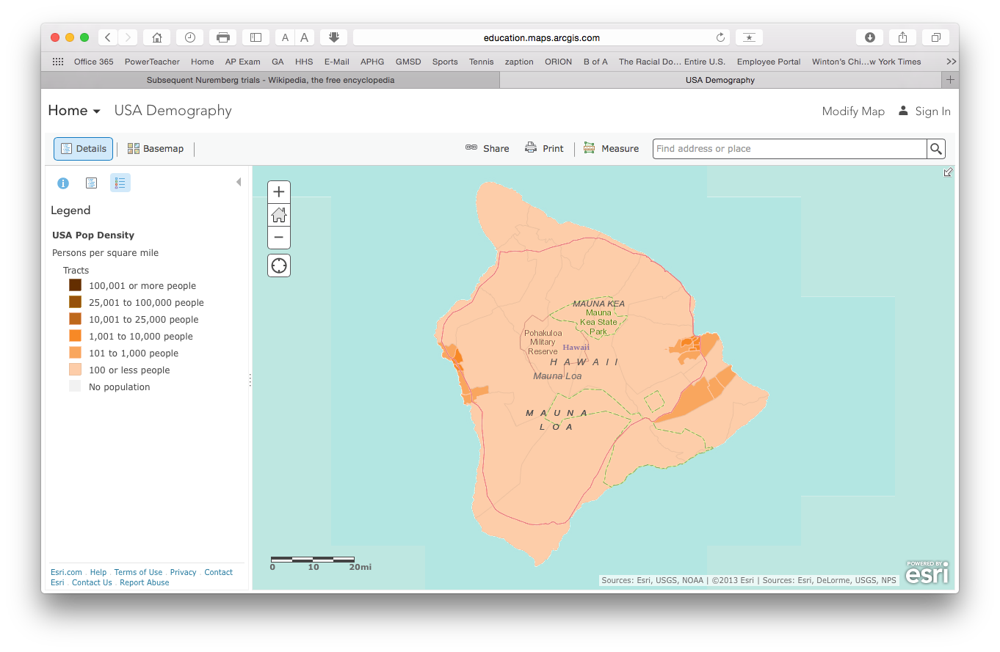 education.maps.arcgis.com
A A
Office 365 PowerTeacher Home AP Exam GA HHS E-Mail APHG GMSD Sports Tennis zaption ORION B of A The Racial Do… Entire U.S. Employee Portal Winton's Chi…w York Times >>
Subsequent Nuremberg trials - Wikipedia, the free encyclopedia USA Demography +
Home USA Demography Modify Map Sign In
Details Basemap Share Print Measure Find address or place
Legend
USA Pop Density
Persons per square mile
Tracts
100,001 or more people
25,001 to 100,000 people
10,001 to 25,000 people
1,001 to 10,000 people
101 to 1,000 people
100 or less people
No population
+
−
MAUNA KEA
Mauna
Kea State
Park
Pohakuloa
Military
Reserve
Hawaii
HAWAII
Mauna Loa
MAUNA
LOA
0 10 20mi
Esri.com . Help . Terms of Use . Privacy . Contact
Esri . Contact Us . Report Abuse
Sources: Esri, USGS, NOAA | ©2013 Esri | Sources: Esri, DeLorme, USGS, NPS
POWERED BY
esri